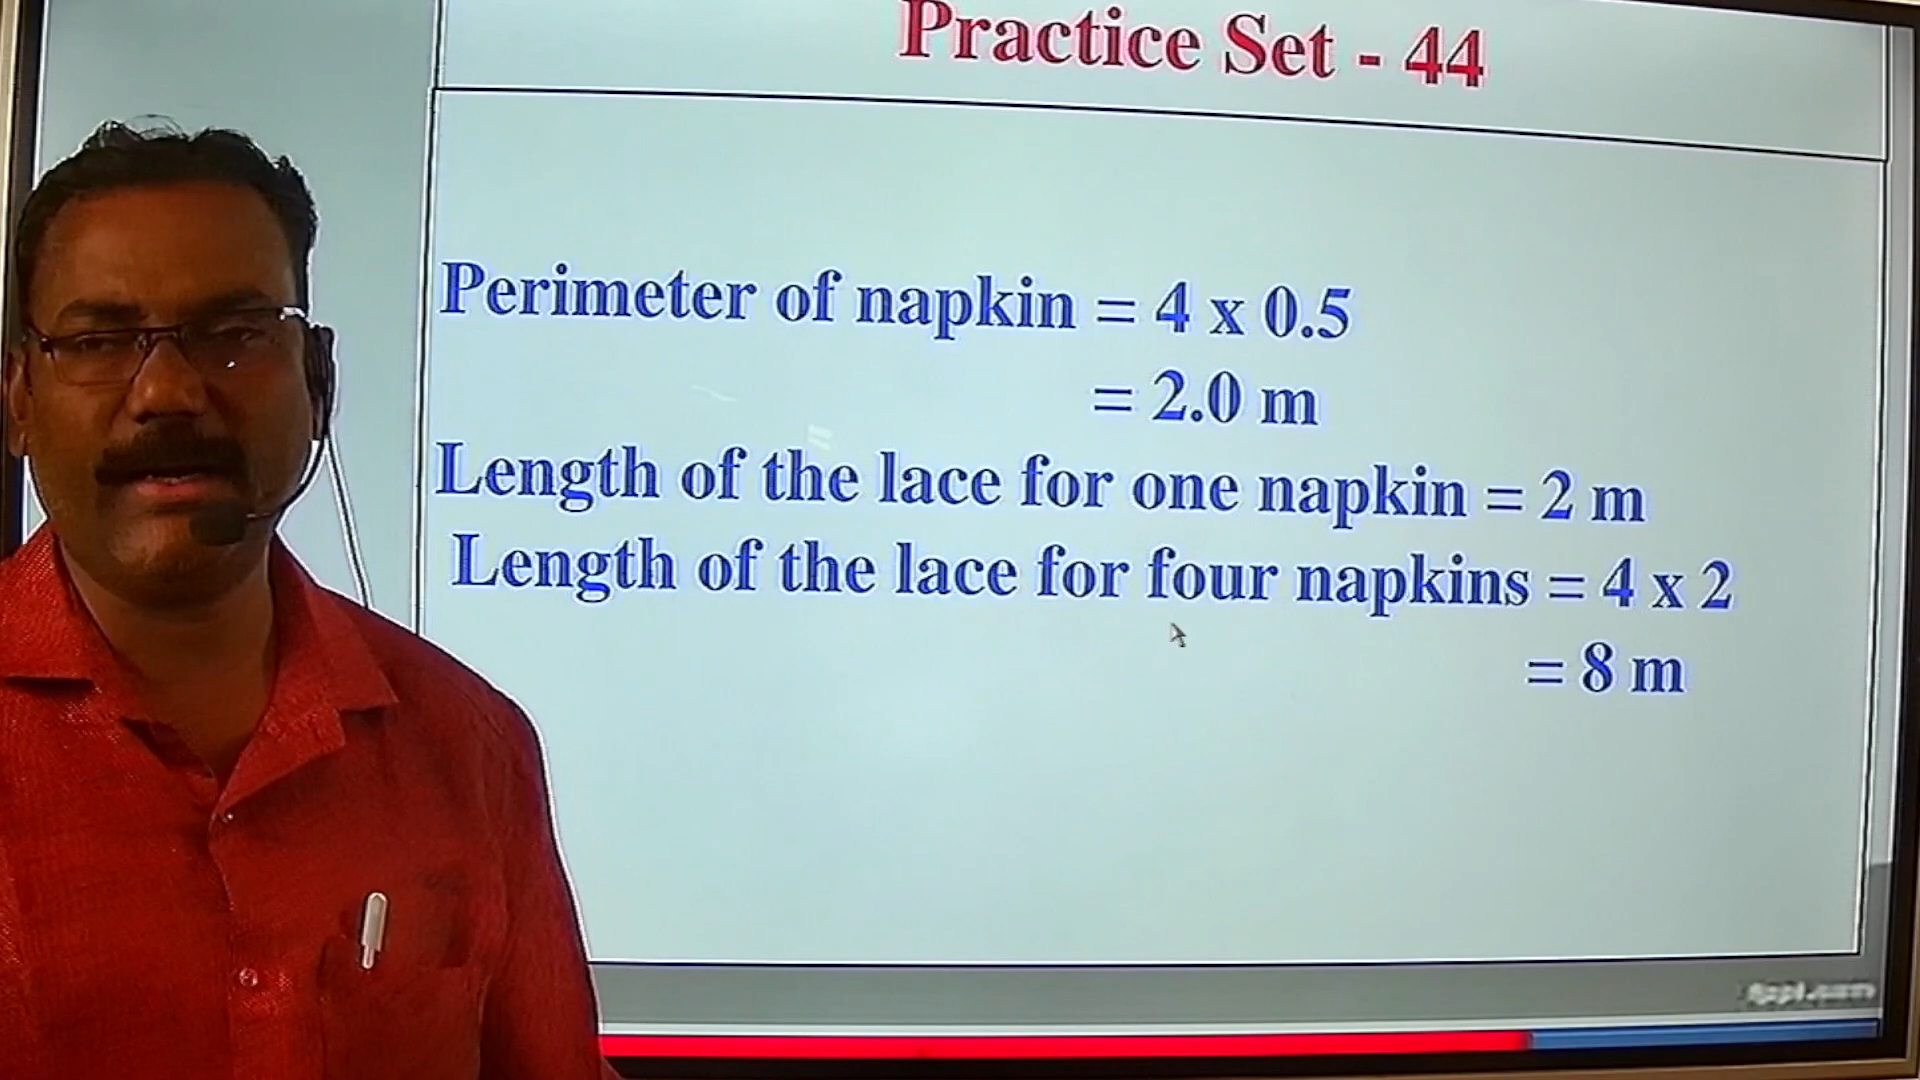 Practice Set - 44
Perimeter of napkin = 4 x 0.5
= 2.0 m
Length of the lace for one napkin = 2 m
Length of the lace for four napkins = 4 x 2
= 8 m